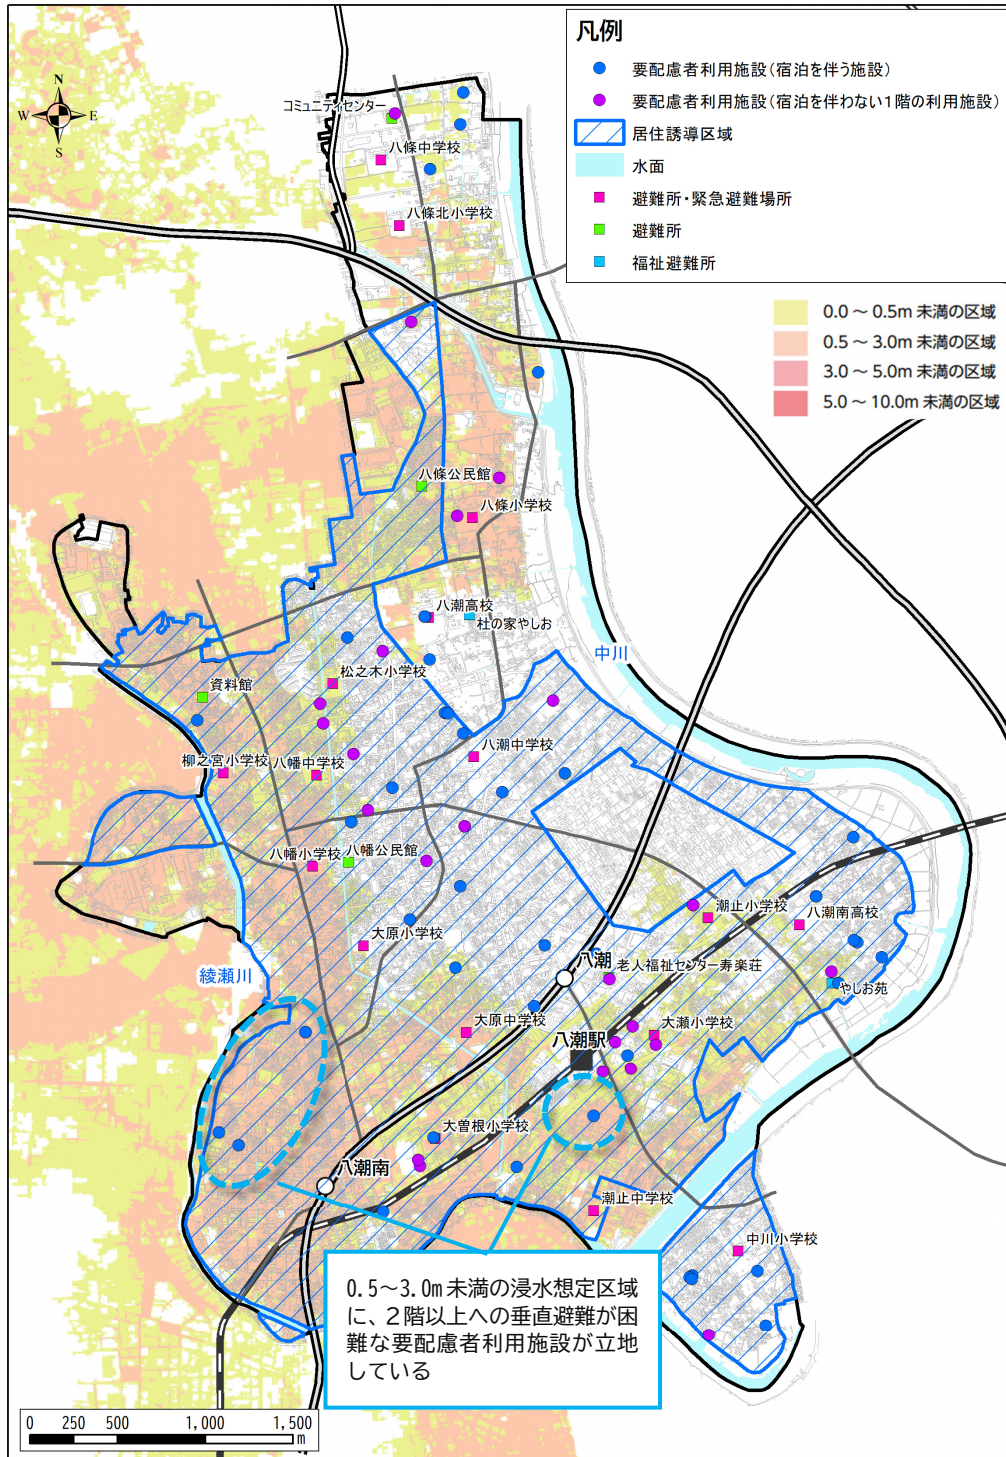 凡例
要配慮者利用施設(宿泊を伴う施設)
要配慮者利用施設(宿泊を伴わない1階の利用施設)
居住誘導区域
水面
避難所・緊急避難場所
避難所
福祉避難所
0.0～0.5m 未満の区域
0.5～3.0m 未満の区域
3.0～5.0m 未満の区域
5.0～10.0m 未満の区域
N
W
E
S
コミュニティセンター
八條中学校
八條北小学校
八條公民館
八條小学校
八潮高校
杜の家やしお
中川
松之木小学校
資料館
八潮中学校
柳之宮小学校
八幡中学校
八幡小学校
八幡公民館
潮止小学校
八潮南高校
大原小学校
八潮
老人福祉センター寿楽荘
綾瀬川
やしお苑
大原中学校
大瀬小学校
八潮駅
大曽根小学校
八潮南
潮止中学校
中川小学校
0.5～3.0m未満の浸水想定区域
に、2階以上への垂直避難が困
難な要配慮者利用施設が立地
している
0 250 500 1,000 1,500
m